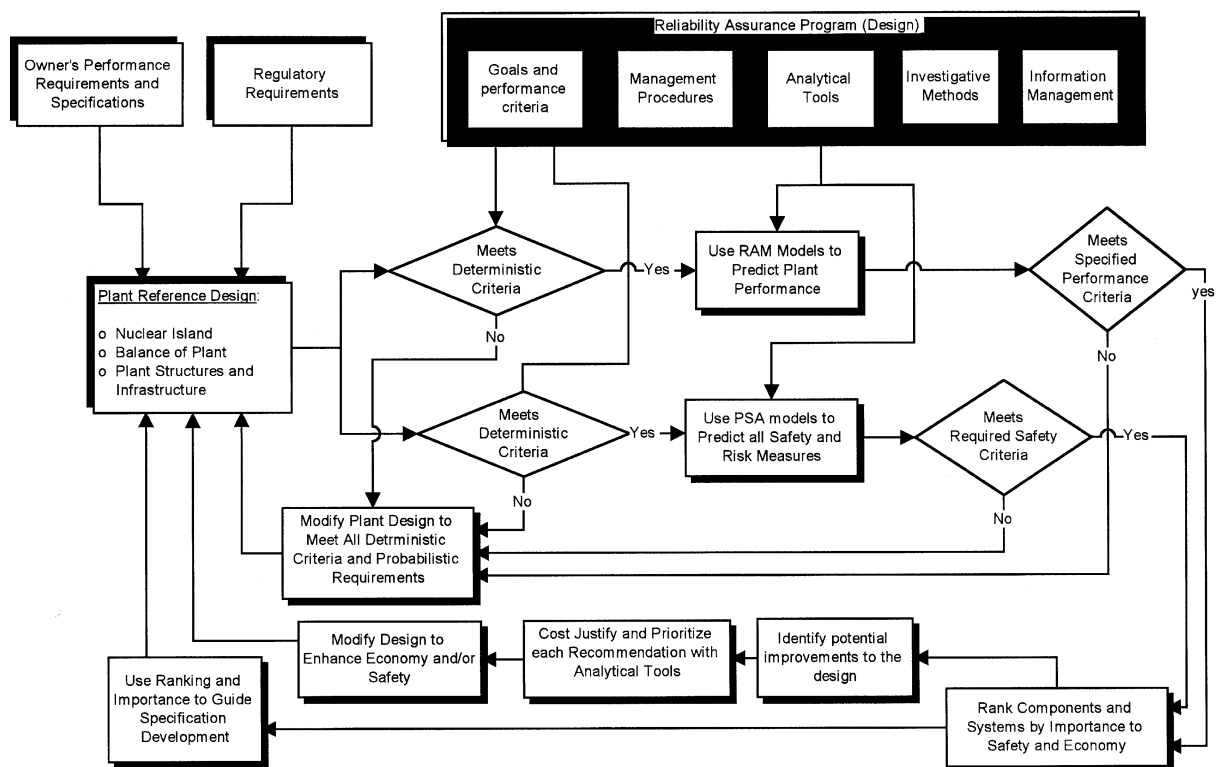 Reliability Assurance Program (Design)
Owner's Performance
Requirements and
Specifications
Regulatory
Requirements
Goals and
performance
criteria
Management
Procedures
Analytical
Tools
Investigative
Methods
Information
Management
Meets
Deterministic
Criteria
Yes
No
Use RAM Models to
Predict Plant
Performance
Meets
Specified
Performance
Criteria
yes
No
Plant Reference Design:
o Nuclear Island
o Balance of Plant
o Plant Structures and
Infrastructure
Meets
Deterministic
Criteria
Yes
No
Use PSA models to
Predict all Safety and
Risk Measures
Meets
Required Safety
Criteria
Yes
No
Modify Plant Design to
Meet All Detrministic
Criteria and Probabilistic
Requirements
Use Ranking and
Importance to Guide
Specification
Development
Modify Design to
Enhance Economy and/or
Safety
Cost Justify and Prioritize
each Recommendation with
Analytical Tools
Identify potential
improvements to the
design
Rank Components and
Systems by Importance to
Safety and Economy